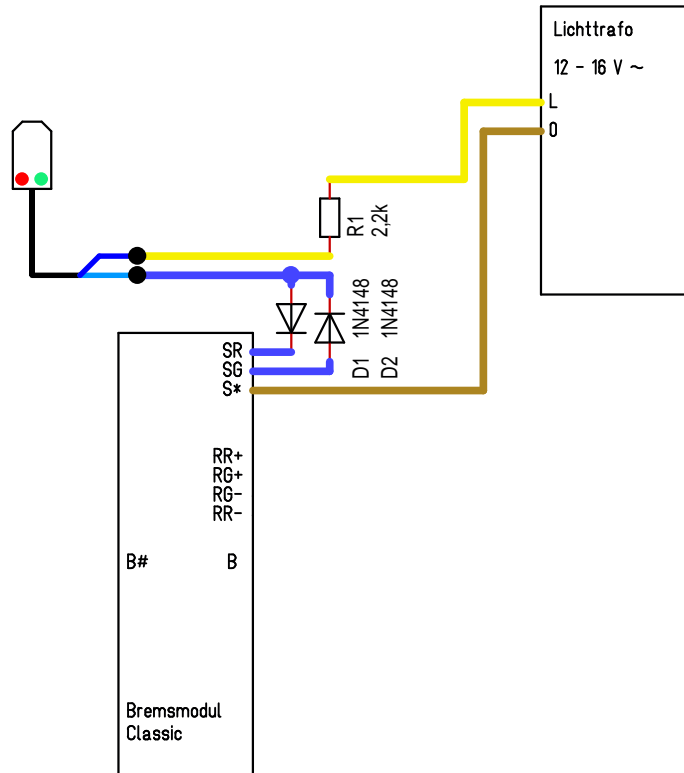 Lichttrafo
12 - 16 V ~
L
0
R1
2,2k
1N4148
1N4148
D1
D2
SR
SG
S*
RR+
RG+
RG-
RR-
B#
B
Bremsmodul
Classic